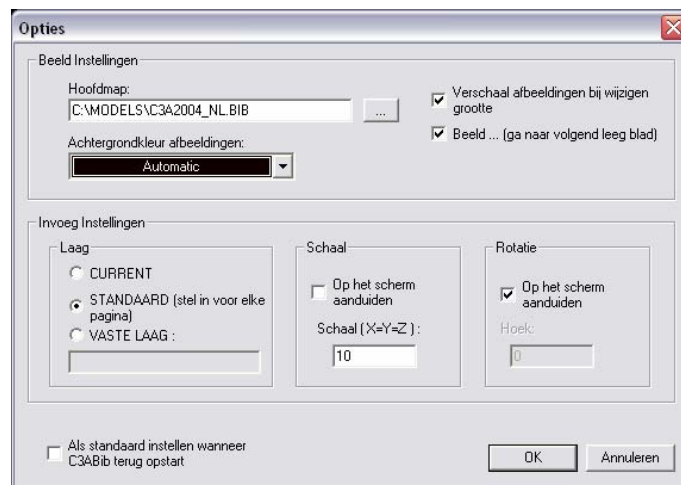 Opties
Beeld Instellingen
Hoofdmap:
C:\MODELS\C3A2004_NL.BIB
...
Achtergrondkleur afbeeldingen:
Automatic
Verschaal afbeeldingen bij wijzigen
grootte
Beeld ... (ga naar volgend leeg blad)
Invoeg Instellingen
Laag
CURRENT
STANDAARD (stel in voor elke
pagina)
VASTE LAAG :
Schaal
Op het scherm
aanduiden
Schaal ( X=Y=Z ) :
10
Rotatie
Op het scherm
aanduiden
Hoek:
0
Als standaard instellen wanneer
C3ABib terug opstart
OK
Annuleren